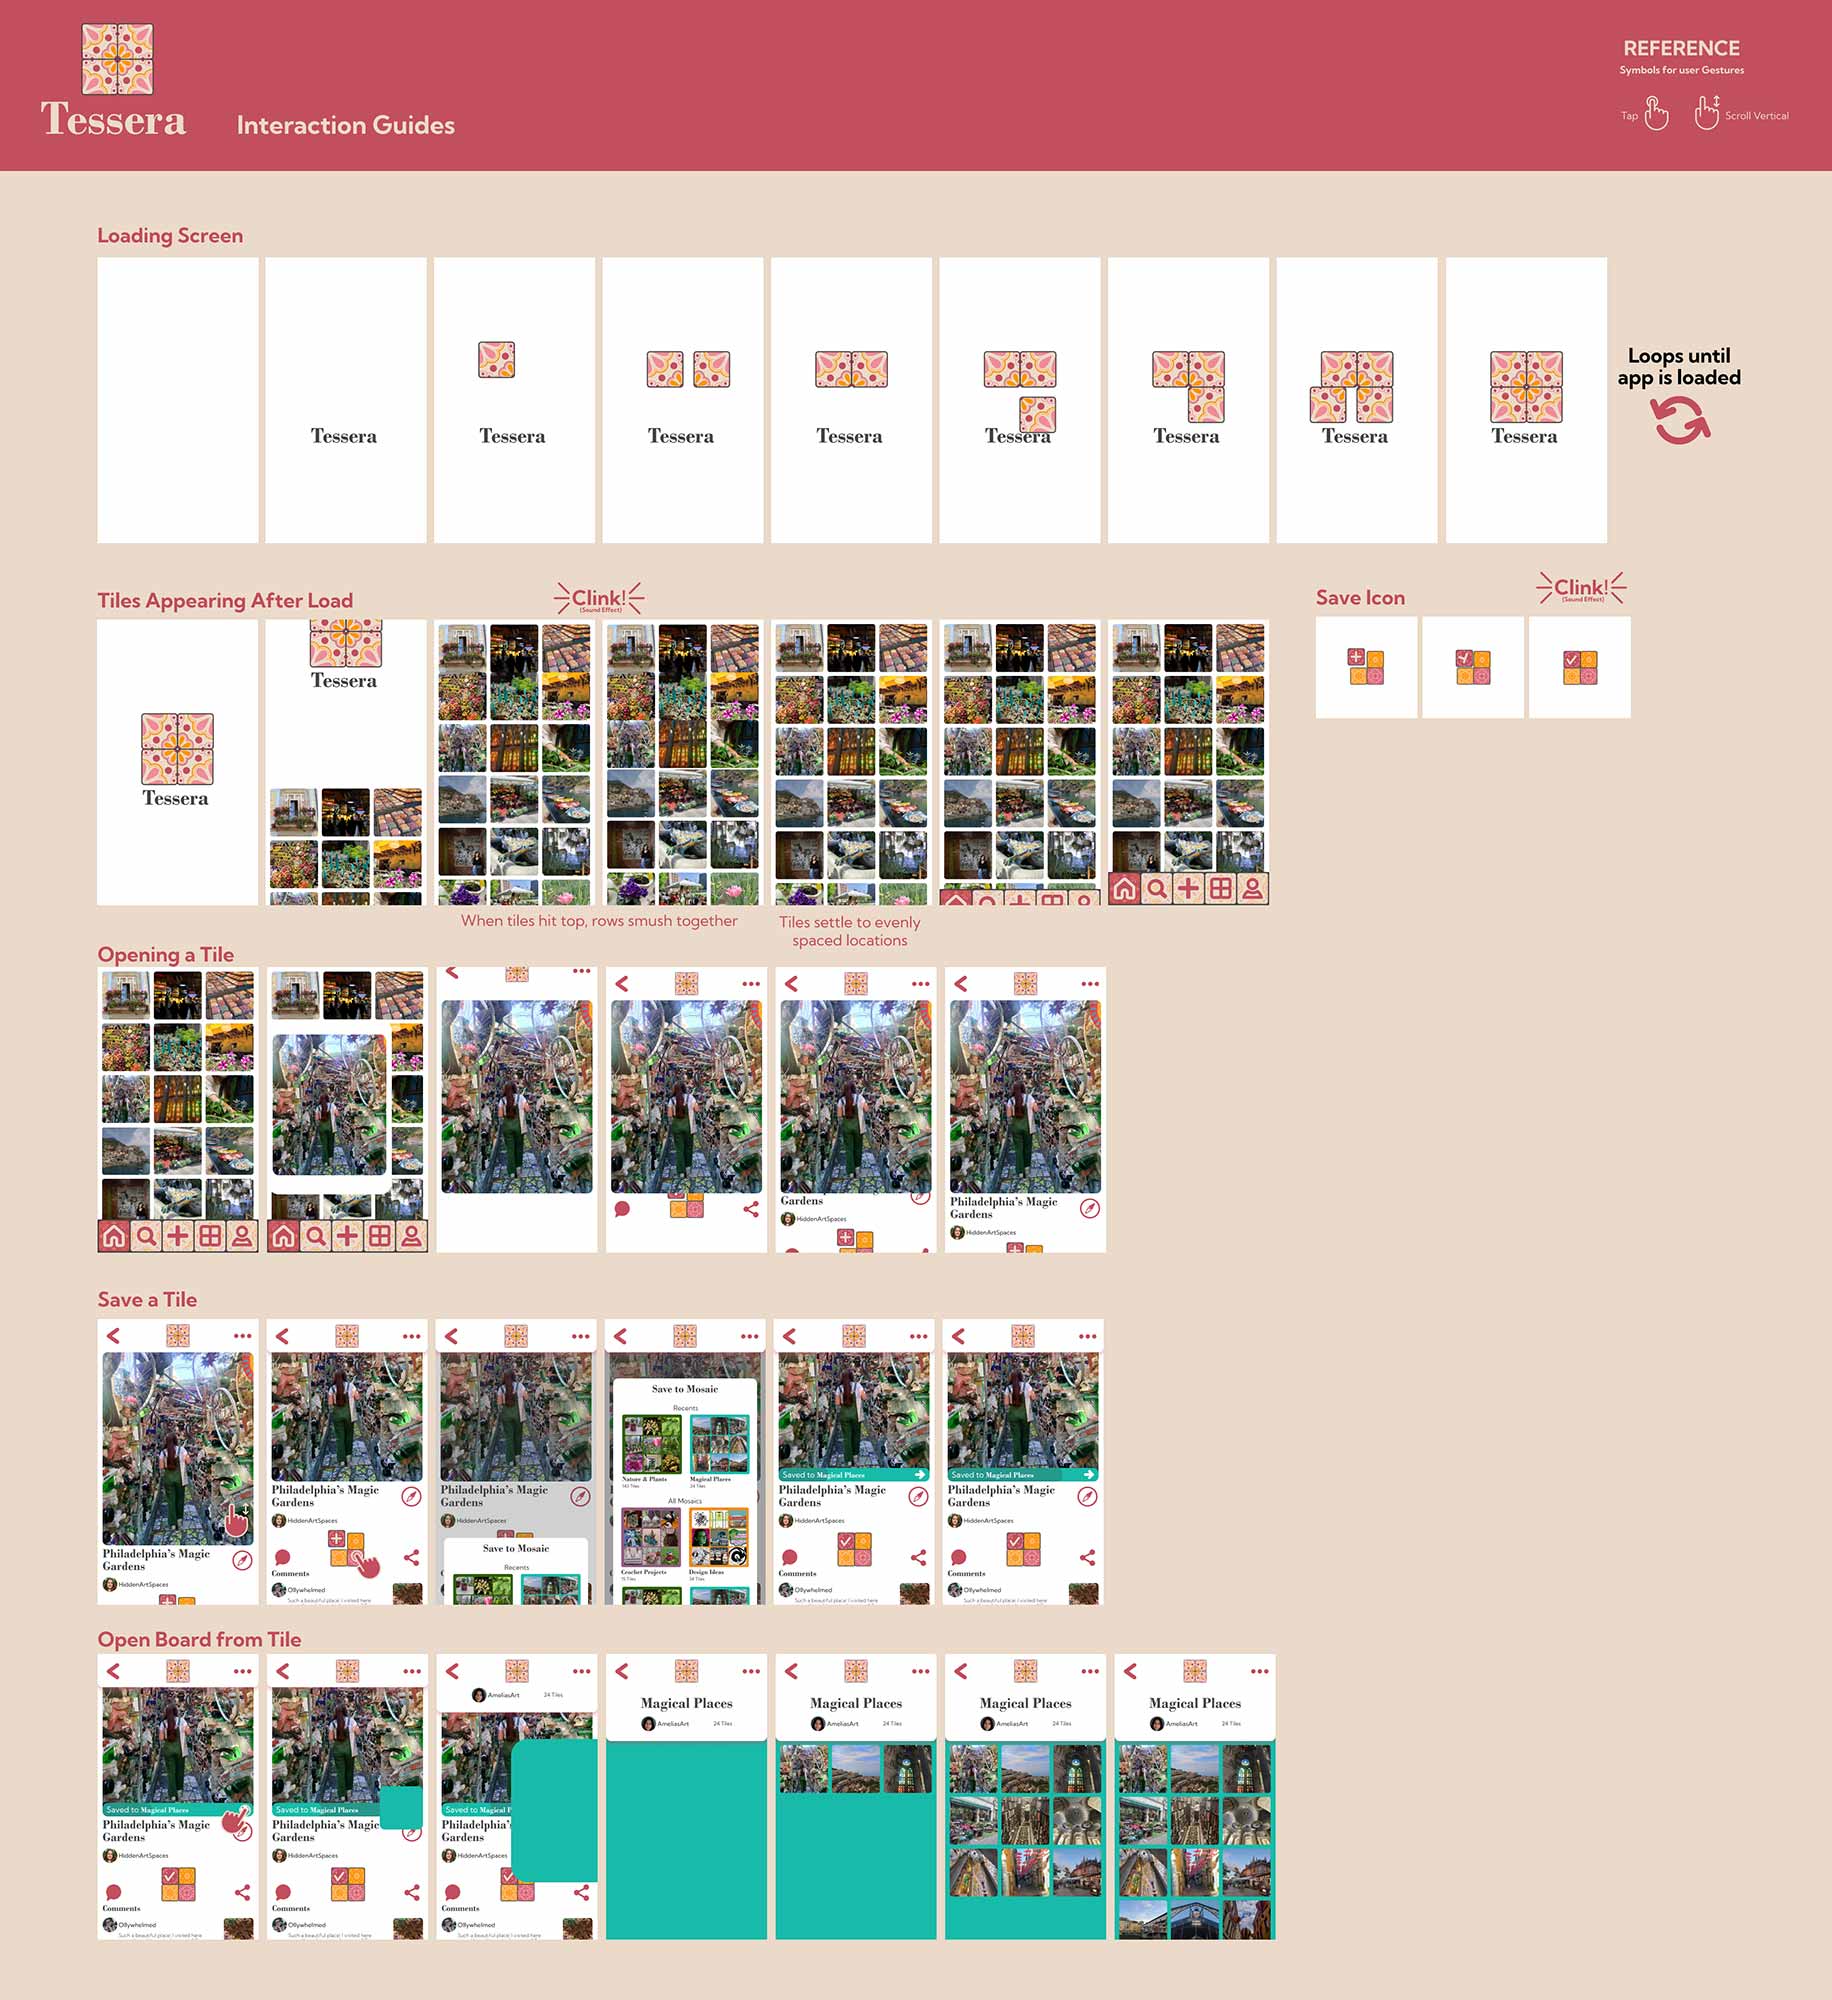 Tessera
Interaction Guides
REFERENCE
Symbols for user Gestures
Tap
Scroll Vertical
Loading Screen
Tessera
Tessera
Tessera
Tessera
Tessera
Tessera
Tessera
Tessera
Loops until
app is loaded
Tiles Appearing After Load
Clink!
(Sound Effect)
Save Icon
Clink!
(Sound Effect)
Tessera
Tessera
When tiles hit top, rows smush together
Tiles settle to evenly
spaced locations
Opening a Tile
Gardens
HiddenArtSpaces
Philadelphia's Magic
Gardens
HiddenArtSpaces
Save a Tile
Philadelphia's Magic
Gardens
HiddenArtSpaces
Philadelphia's Magic
Gardens
HiddenArtSpaces
Comments
Ollywhelmed
Such a beautiful place, I visited here
Philadelphia's Magic
Gardens
HiddenArtSpaces
Save to Mosaic
Recents
Save to Mosaic
Recents
Nature & Plants
143 Tiles
Magical Places
24 Tiles
All Mosaics
Crochet Projects
Design Ideas
Saved to Magical Places
Philadelphia's Magic
Gardens
HiddenArtSpaces
Comments
Ollywhelmed
Such a beautiful place, I visited here
Saved to Magical Places
Philadelphia's Magic
Gardens
HiddenArtSpaces
Comments
Ollywhelmed
Such a beautiful place, I visited here
Open Board from Tile
Saved to Magical Places
Philadelphia's Magic
Gardens
HiddenArtSpaces
Comments
Ollywhelmed
Such a beautiful place, I visited here
Saved to Magical Places
Philadelphia's Magic
Gardens
HiddenArtSpaces
Comments
Ollywhelmed
Such a beautiful place, I visited here
AmeliasArt
24 Tiles
Saved to Magical P
Philadelphia's
Gardens
HiddenArtSpaces
Comments
Ollywhelmed
Such a beautiful place, I visited here
Magical Places
AmeliasArt
24 Tiles
Magical Places
AmeliasArt
24 Tiles
Magical Places
AmeliasArt
24 Tiles
Magical Places
AmeliasArt
24 Tiles